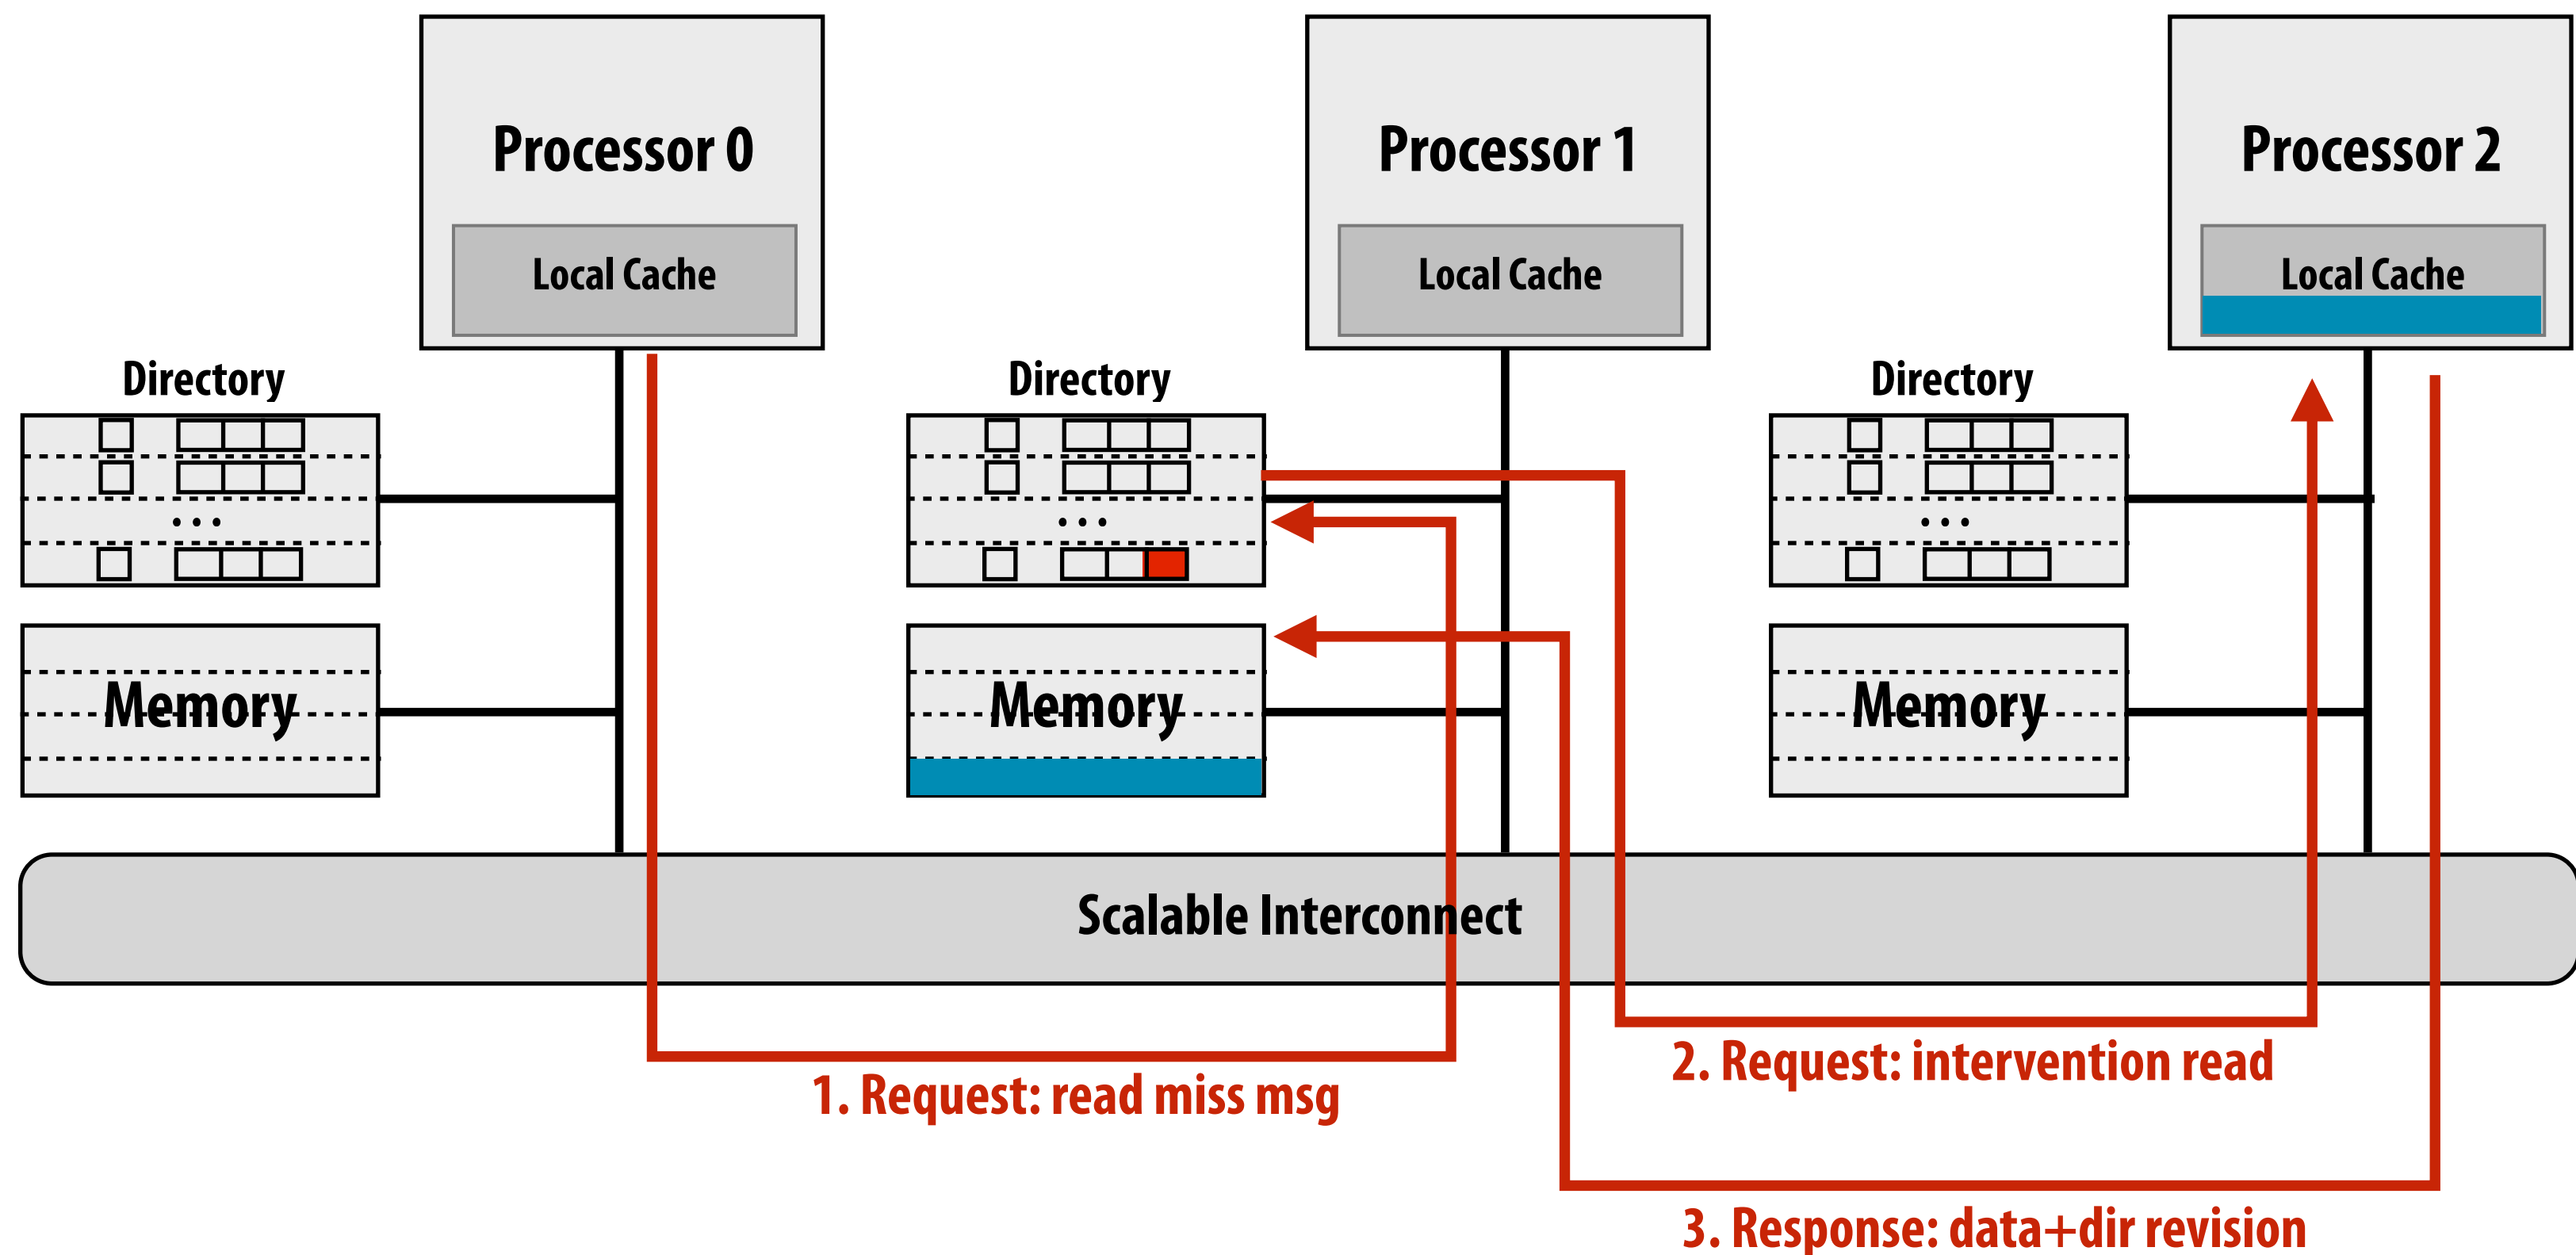 Processor 0
Processor 1
Processor 2
Local Cache
Local Cache
Local Cache
Directory
Directory
Directory
• • •
• • •
• • •
Memory
Memory
Memory
Scalable Interconnect
2. Request: intervention read
1. Request: read miss msg
3. Response: data+dir revision